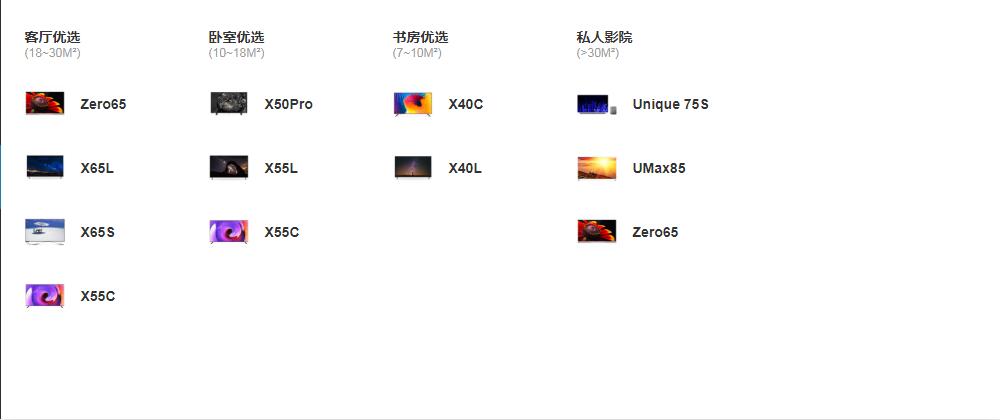 客厅优选
(18~30M²)
Zero65
X65L
X65S
X55C
卧室优选
(10~18M²)
X50Pro
X55L
X55C
书房优选
(7~10M²)
X40C
X40L
私人影院
(>30M²)
Unique 75S
UMax85
Zero65